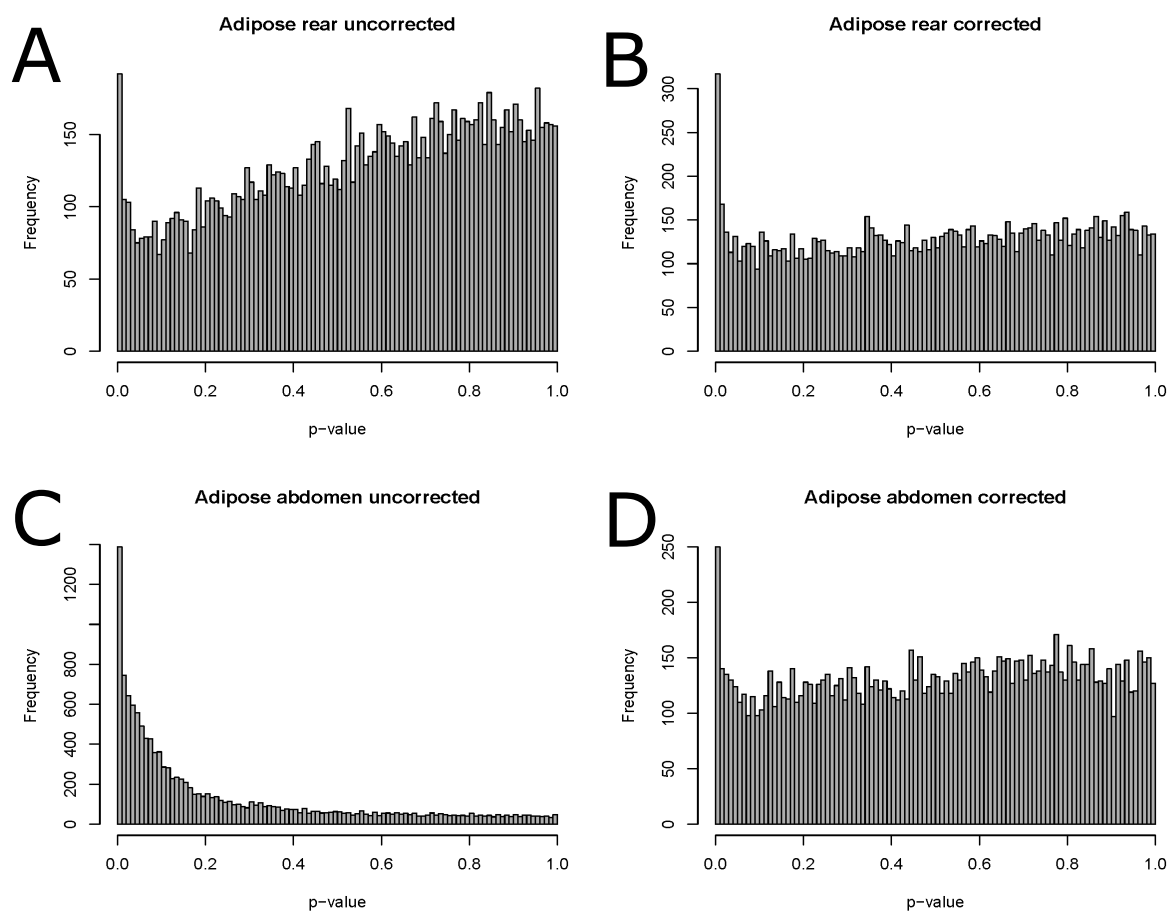 A
Adipose rear uncorrected
Frequency
0
50
100
150
0.0 0.2 0.4 0.6 0.8 1.0
p−value
B
Adipose rear corrected
Frequency
0
50
100
150
200
250
300
0.0 0.2 0.4 0.6 0.8 1.0
p−value
C
Adipose abdomen uncorrected
Frequency
0
200
400
600
800
1200
0.0 0.2 0.4 0.6 0.8 1.0
p−value
D
Adipose abdomen corrected
Frequency
0
50
100
150
200
250
0.0 0.2 0.4 0.6 0.8 1.0
p−value